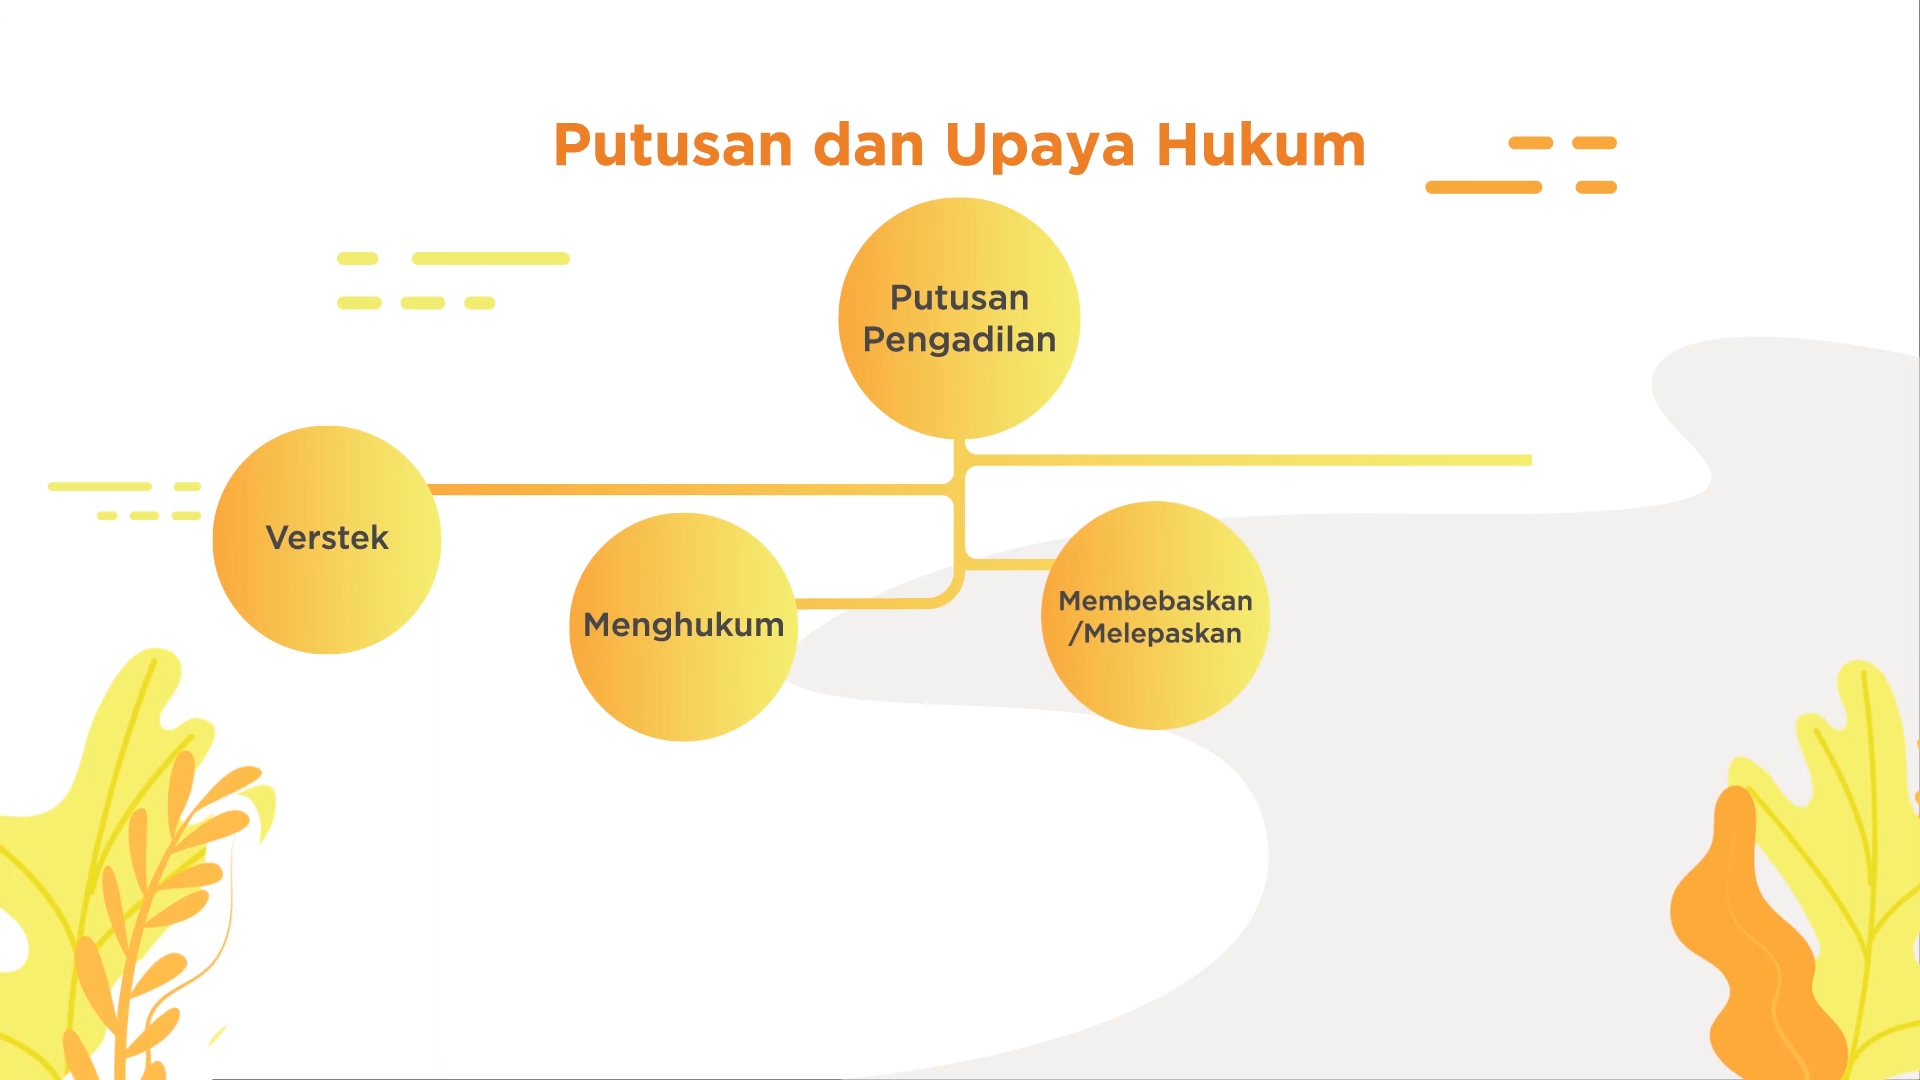 Putusan dan Upaya Hukum
Putusan
Pengadilan
Verstek
Menghukum
Membebaskan
/Melepaskan